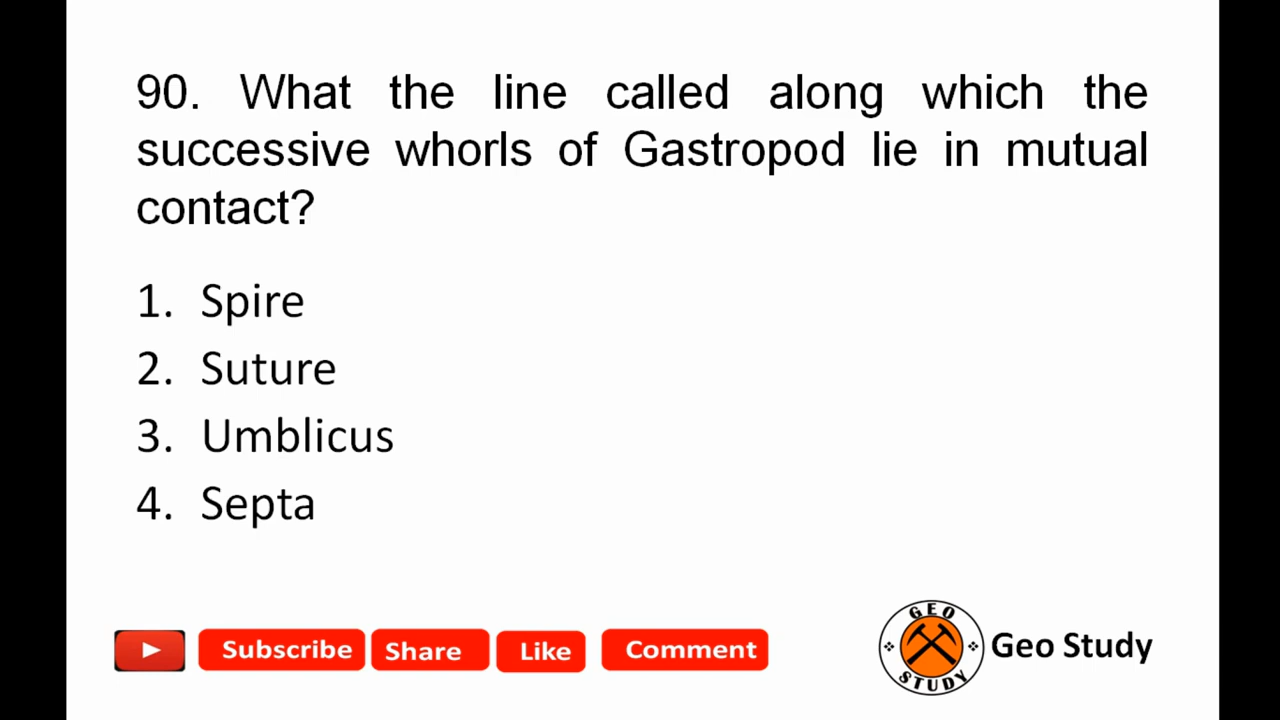 90. What the line called along which the
successive whorls of Gastropod lie in mutual
contact?
1. Spire
2. Suture
3. Umblicus
4. Septa
Subscribe Share Like Comment
GEO STUDY
Geo Study